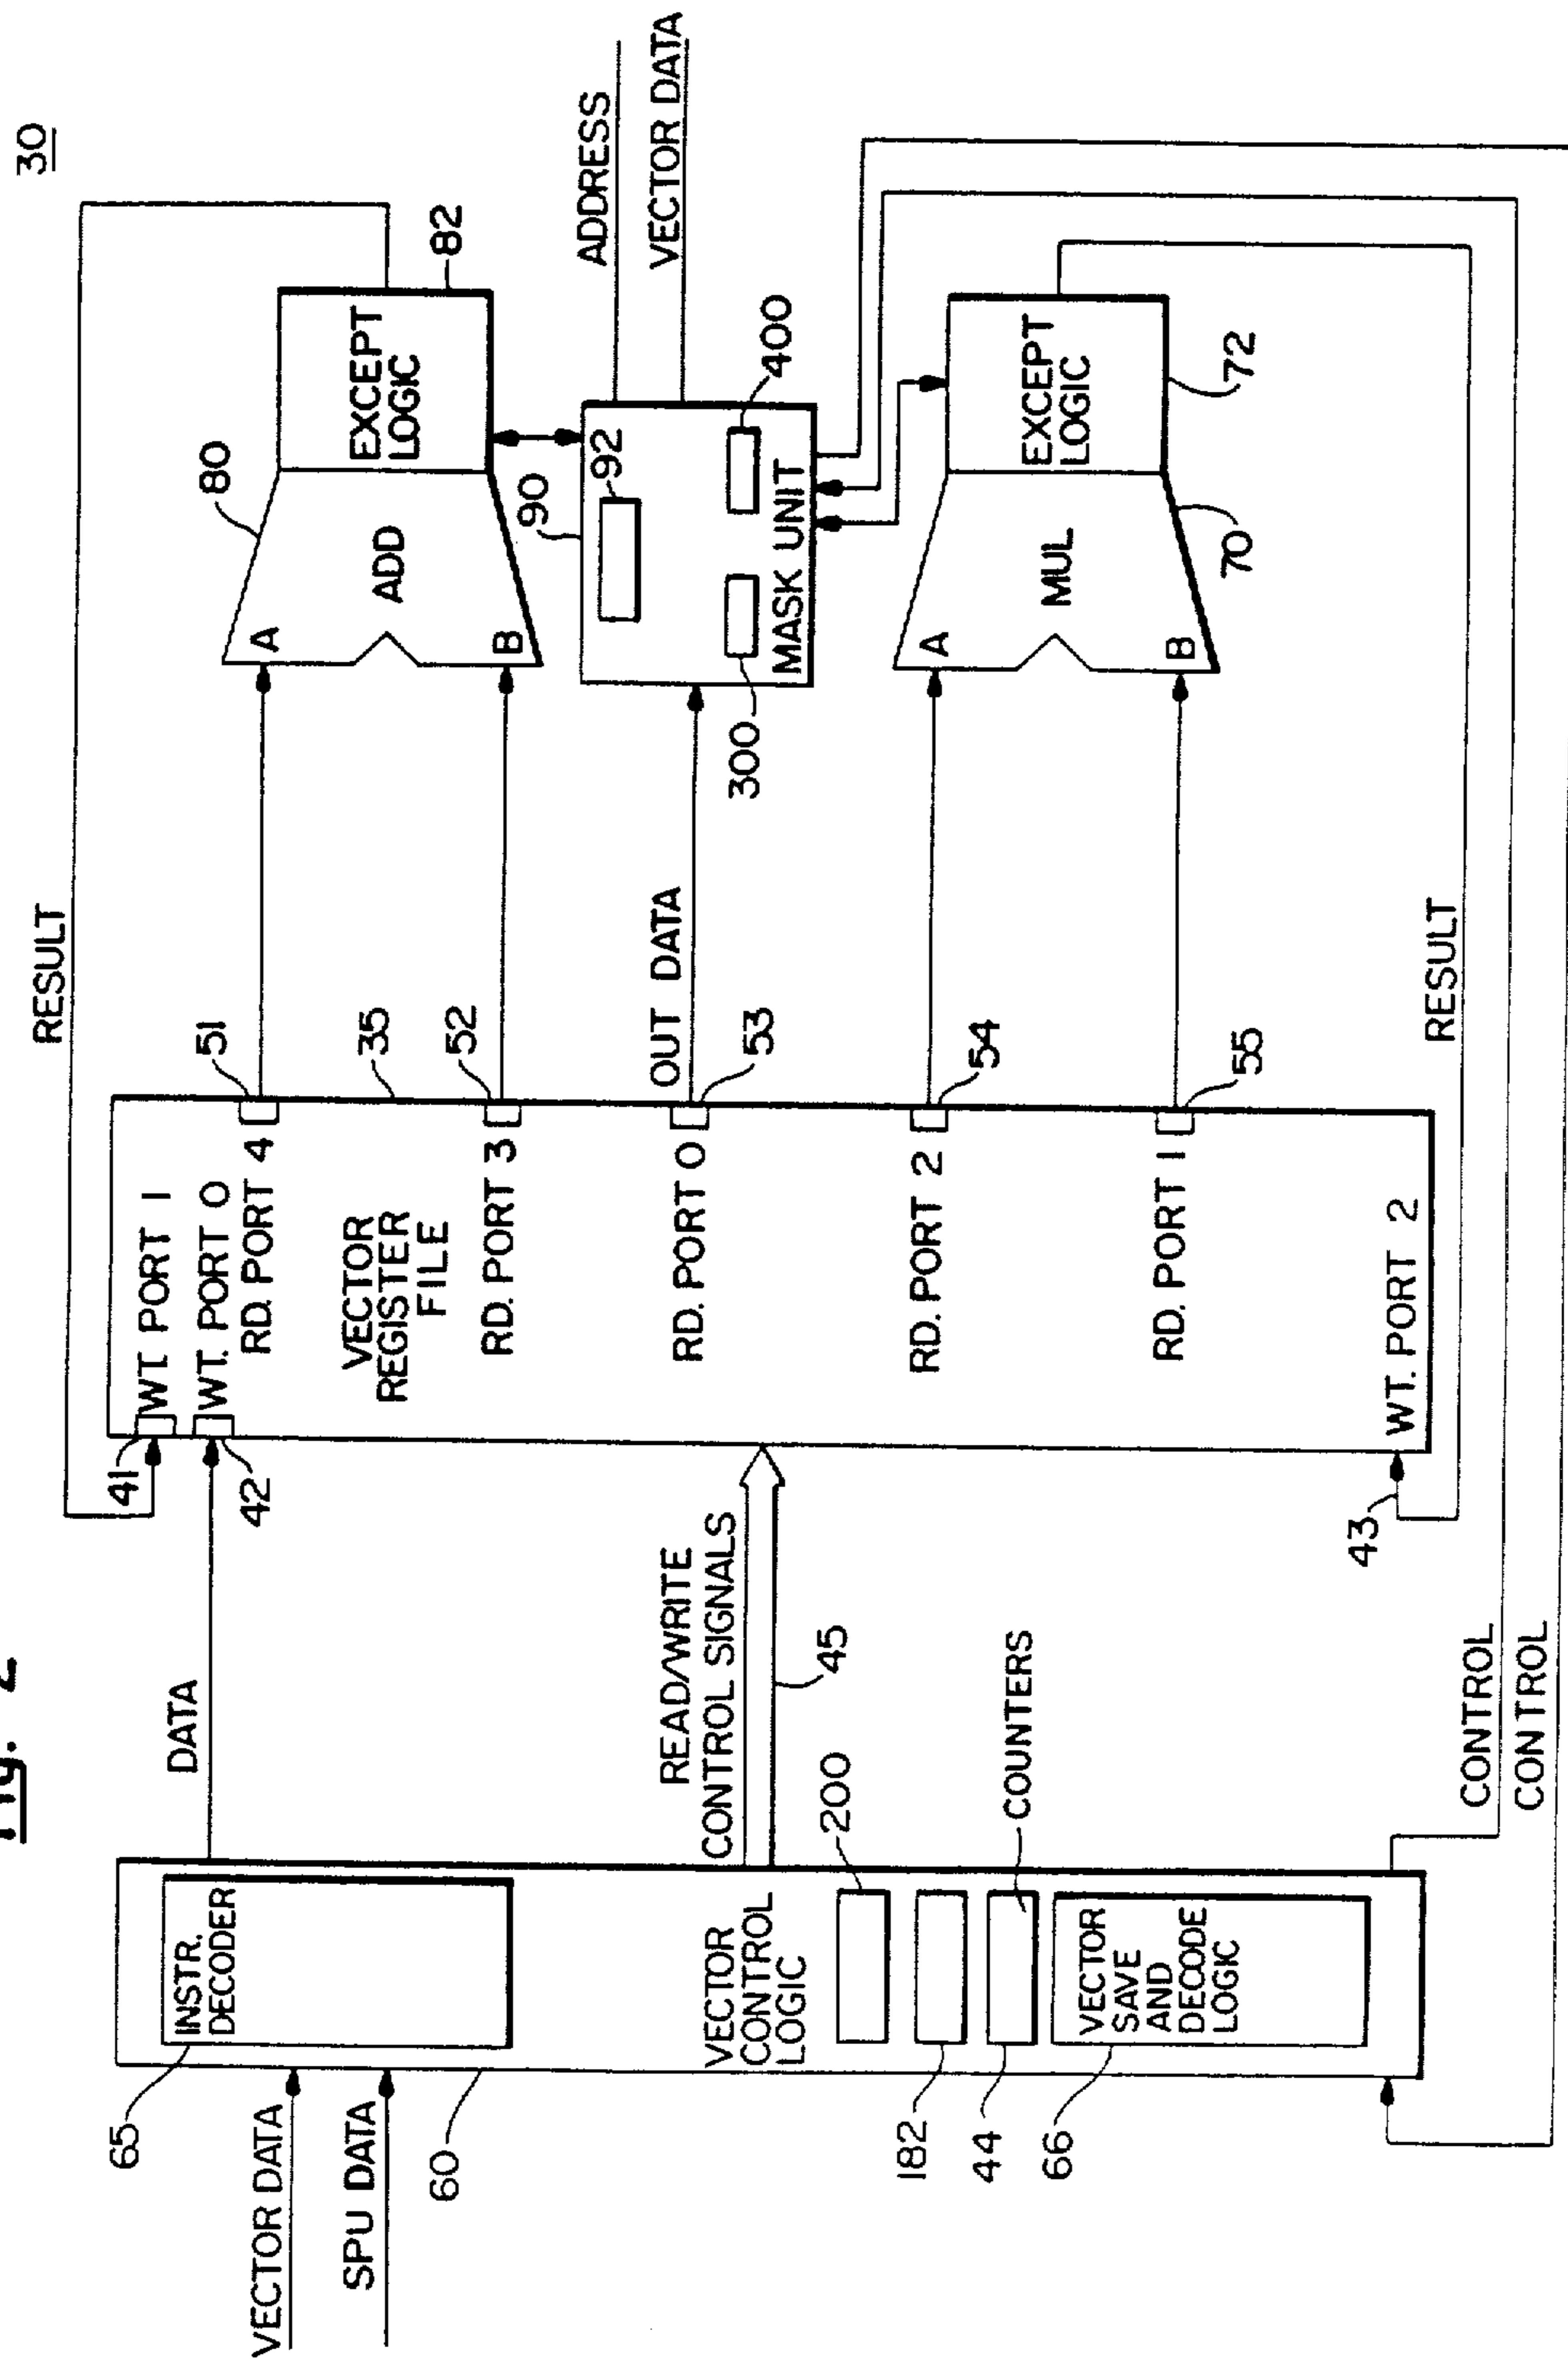 Fig. 2
30
RESULT
65
INSTR.
DECODER
DATA
41
WT. PORT 1
42
WT. PORT 0
RD. PORT 4
51
80
A
ADD
B
EXCEPT
LOGIC
82
VECTOR DATA
SPU DATA
60
VECTOR
REGISTER
FILE
35
RD. PORT 3
52
90
92
ADDRESS
VECTOR DATA
READ/WRITE
CONTROL SIGNALS
45
RD. PORT 0
OUT DATA
53
300
400
MASK UNIT
VECTOR
CONTROL
LOGIC
200
182
44
COUNTERS
66
VECTOR
SAVE
AND
DECODE
LOGIC
RD. PORT 2
54
A
MUL
B
EXCEPT
LOGIC
72
70
RD. PORT 1
55
43
WT. PORT 2
RESULT
CONTROL
CONTROL